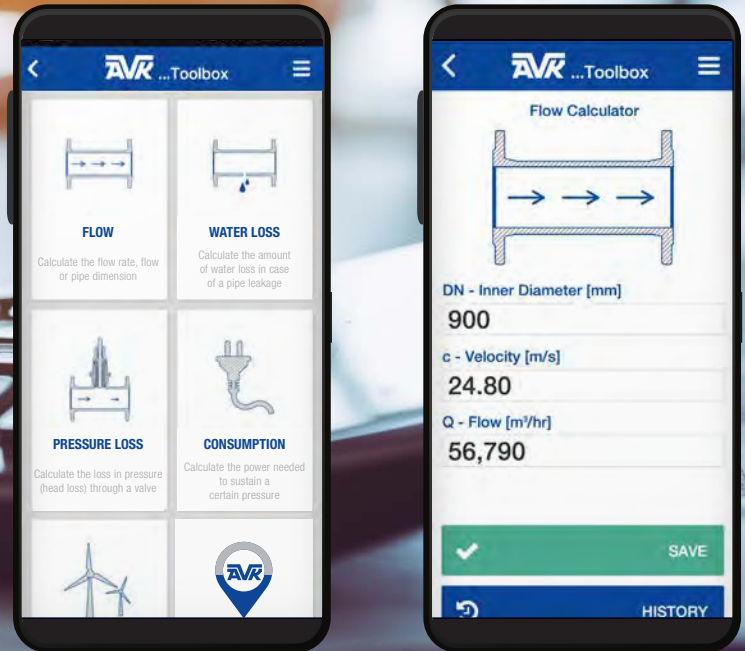 AVK ...Toolbox
FLOW
Calculate the flow rate, flow
or pipe dimension
WATER LOSS
Calculate the amount
of water loss in case
of a pipe leakage
PRESSURE LOSS
Calculate the loss in pressure
(head loss) through a valve
CONSUMPTION
Calculate the power needed
to sustain a
certain pressure
AVK
AVK ...Toolbox
Flow Calculator
DN - Inner Diameter [mm]
900
c - Velocity [m/s]
24.80
Q - Flow [m³/hr]
56,790
SAVE
HISTORY